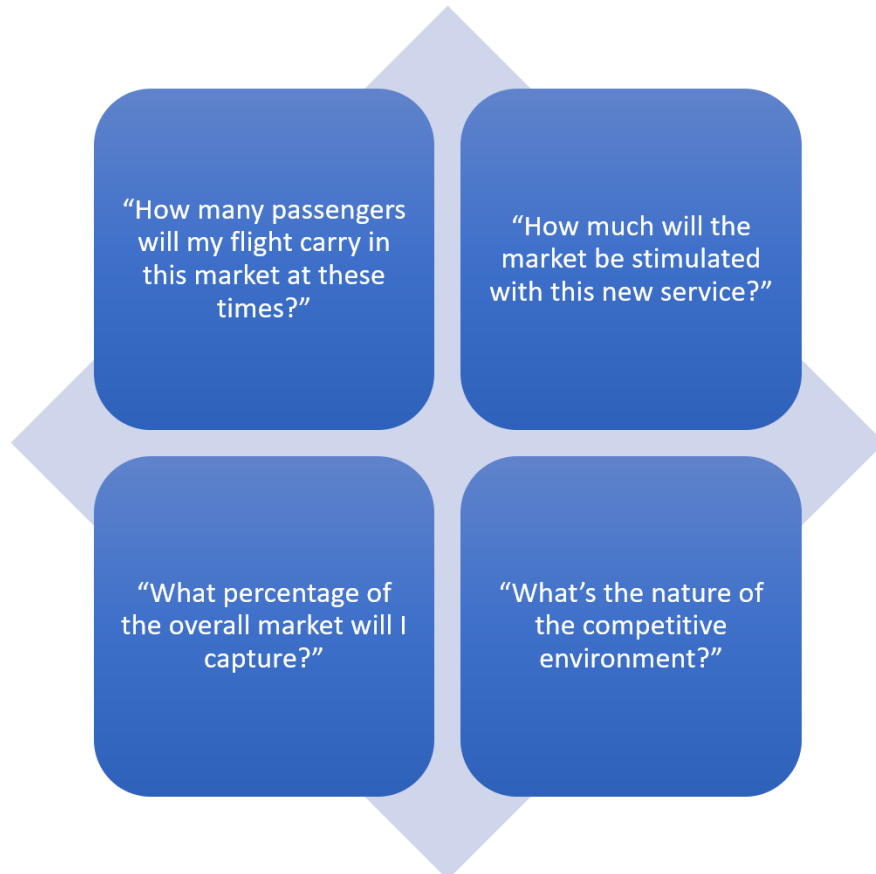 “How many passengers
will my flight carry in
this market at these
times?”
“How much will the
market be stimulated
with this new service?”
“What percentage of
the overall market will I
capture?”
“What’s the nature of
the competitive
environment?”